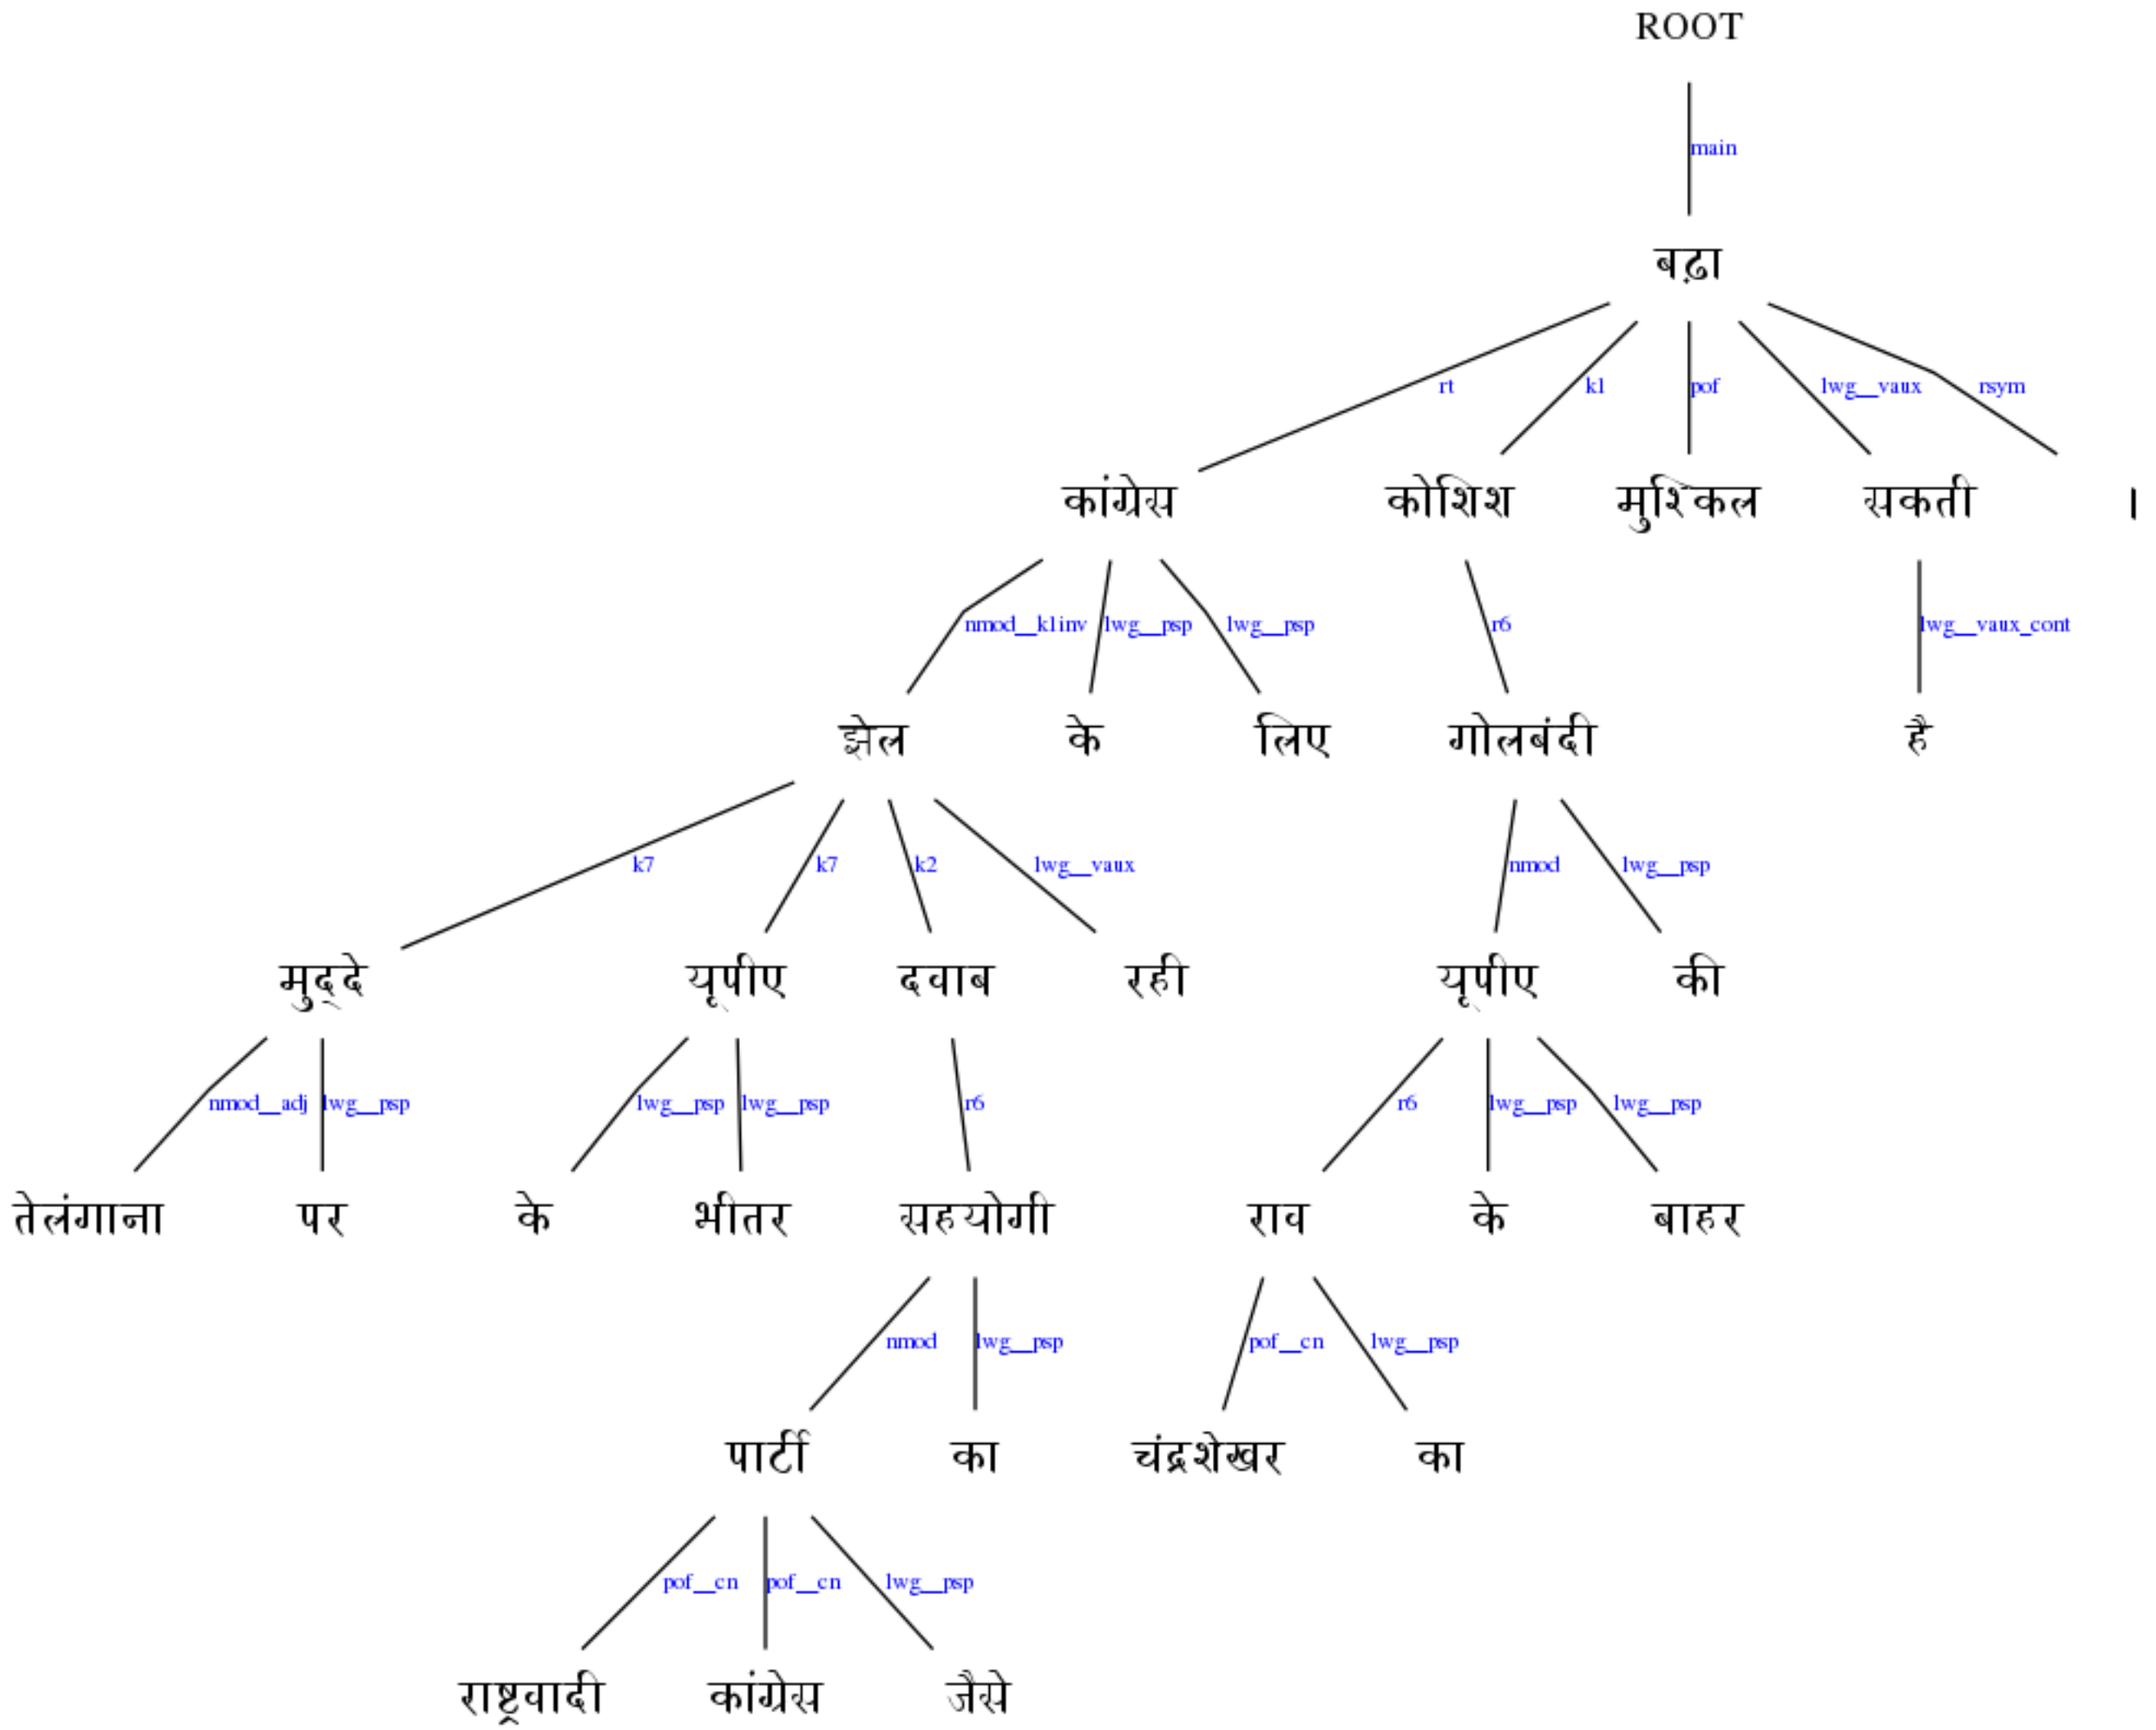 ROOT
main
बढ़ा
rt k1 pof lwg__vaux rsym
कांग्रेस कोशिश मुश्किल सकती ।
nmod__k1inv lwg__psp lwg__psp r6 lwg__vaux_cont
झेल के लिए गोलबंदी है
k7 k7 k2 lwg__vaux nmod lwg__psp
मुद्दे यूपीए दवाब रही यूपीए की
nmod__adj lwg__psp lwg__psp lwg__psp r6 r6 lwg__psp lwg__psp
तेलंगाना पर के भीतर सहयोगी राव के बाहर
nmod lwg__psp pof__cn lwg__psp
पार्टी का चंद्रशेखर का
pof__cn pof__cn lwg__psp
राष्ट्रवादी कांग्रेस जैसे